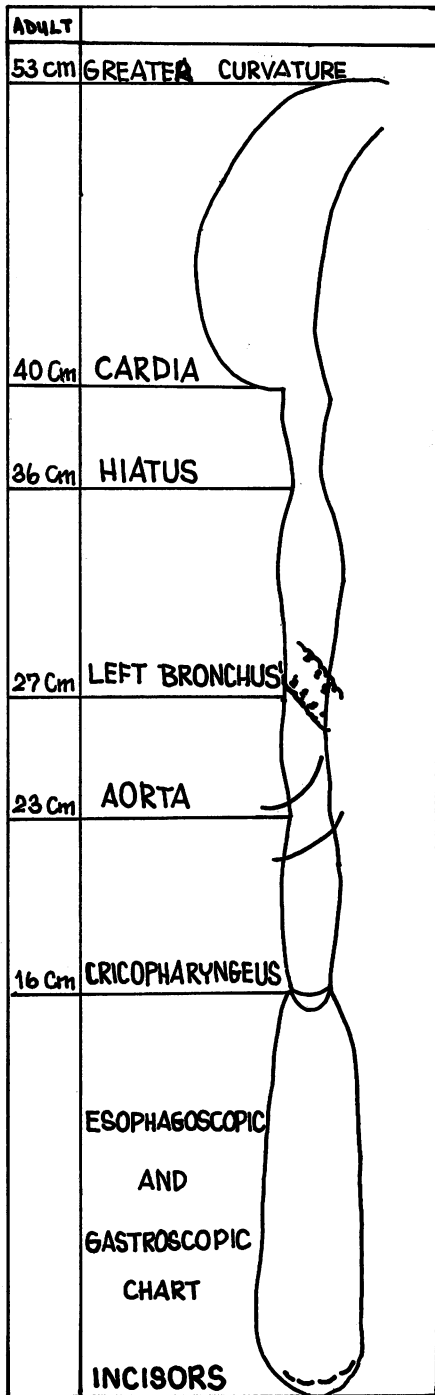 ADULT
53 cm GREATER CURVATURE
40 Cm CARDIA
36 Cm HIATUS
27 Cm LEFT BRONCHUS
23 Cm AORTA
16 Cm CRICOPHARYNGEUS
ESOPHAGOSCOPIC
AND
GASTROSCOPIC
CHART
INCISORS